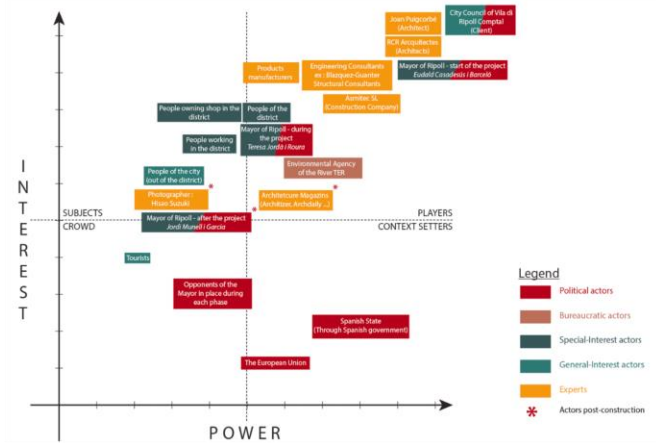 Joan Puigcorbé
(Architect)
City Council of Vila di
Ripoll Comptal
(Client)
RCR Arcquitectes
(Architects)
Products
manufacturers
Engineering Consultants
es : Blazquez-Guanter
Structural Consultants
Mayor of Ripoll - start of the project
Eudald Casadesús i Barceló
Asmitec SL
(Construction Company)
People owning shop in the
district
People of the
district
People working
in the district
Mayor of Ripoll - during
the project
Teresa Jordà i Roura
Environmental Agency
of the River TER
People of the city
(out of the district)
*
Photographer :
Hisao Suzuki
*
Architecture Magazins
(Architizer, Archdaily ...)
*
SUBJECTS
PLAYERS
Mayor of Ripoll - after the project
Jordi Munell i Garcia
CROWD
CONTEXT SETTERS
Tourists
Opponents of the
Mayor in place during
each phase
Spanish State
(Through Spanish government)
The European Union
INTEREST
POWER
Legend
Political actors
Bureaucratic actors
Special-Interest actors
General-Interest actors
Experts
* Actors post-construction